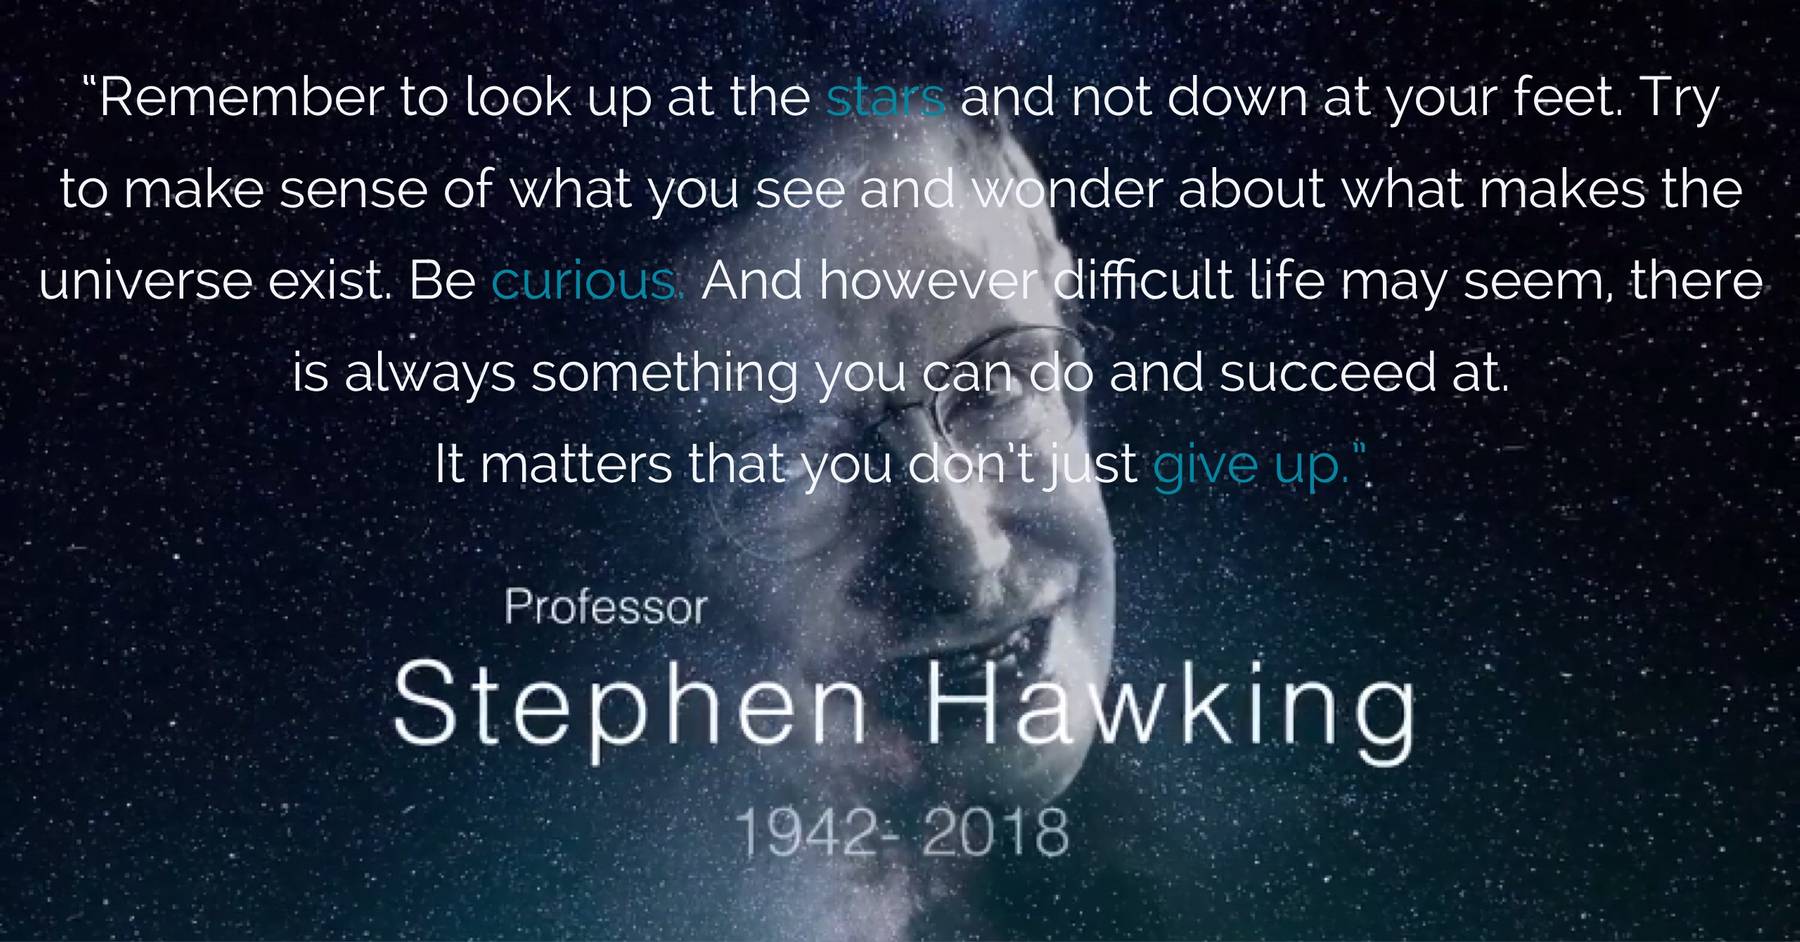 “Remember to look up at the stars and not down at your feet. Try
to make sense of what you see and wonder about what makes the
universe exist. Be curious. And however difficult life may seem, there
is always something you can do and succeed at.
It matters that you don’t just give up.”
Professor
Stephen Hawking
1942- 2018